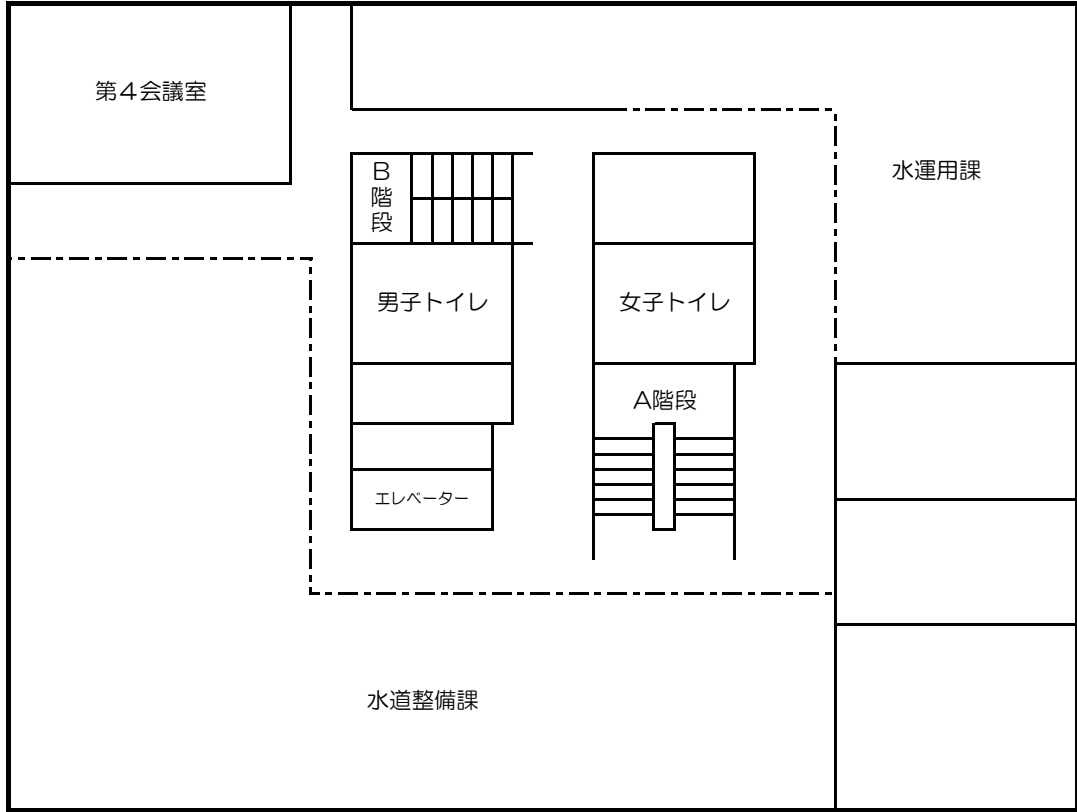 第４会議室
水運用課
B階段
男子トイレ
女子トイレ
A階段
エレベーター
水道整備課